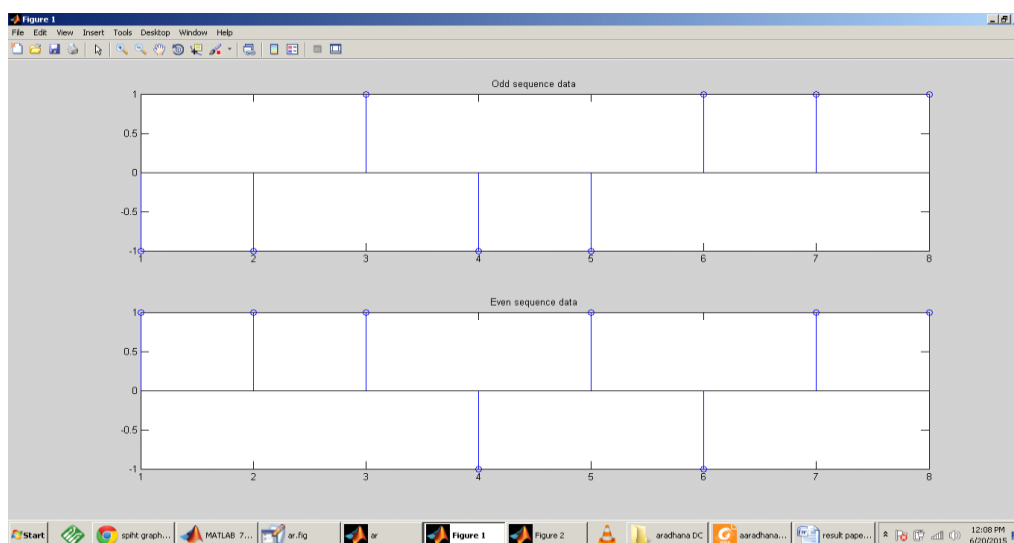 Figure 1
File Edit View Insert Tools Desktop Window Help
Odd sequence data
1
0.5
0
-0.5
-1
1 2 3 4 5 6 7 8
Even sequence data
1
0.5
0
-0.5
-1
1 2 3 4 5 6 7 8
Start spiht graph... MATLAB 7... ar.fig ar Figure 1 Figure 2 aradhana DC aaradhana... result pape... 12:08 PM
6/20/2015